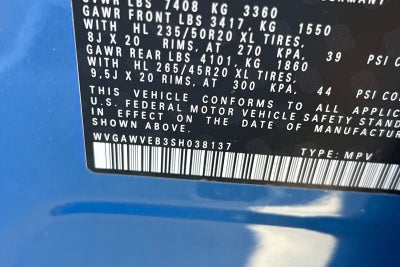 GVWR LBS 7408 KG 3360
GAWR FRONT LBS 3417, KG 1550
WITH HL 235/50R20 XL TIRES,
8J X 20 RIMS, AT 270 KPA, 39 PSI
GAWR REAR LBS 4101, KG 1860
WITH HL 265/45R20 XL TIRES,
9,5J X 20 RIMS, AT 300 KPA, 44 PSI
THIS VEHICLE CONFORMS TO ALL
U.S. FEDERAL MOTOR VEHICLE SAFETY
IN EFFECT ON THE DATE OF
SHOWN ABOVE.
WVGAWVEB3SH038137 TYPE: MPV